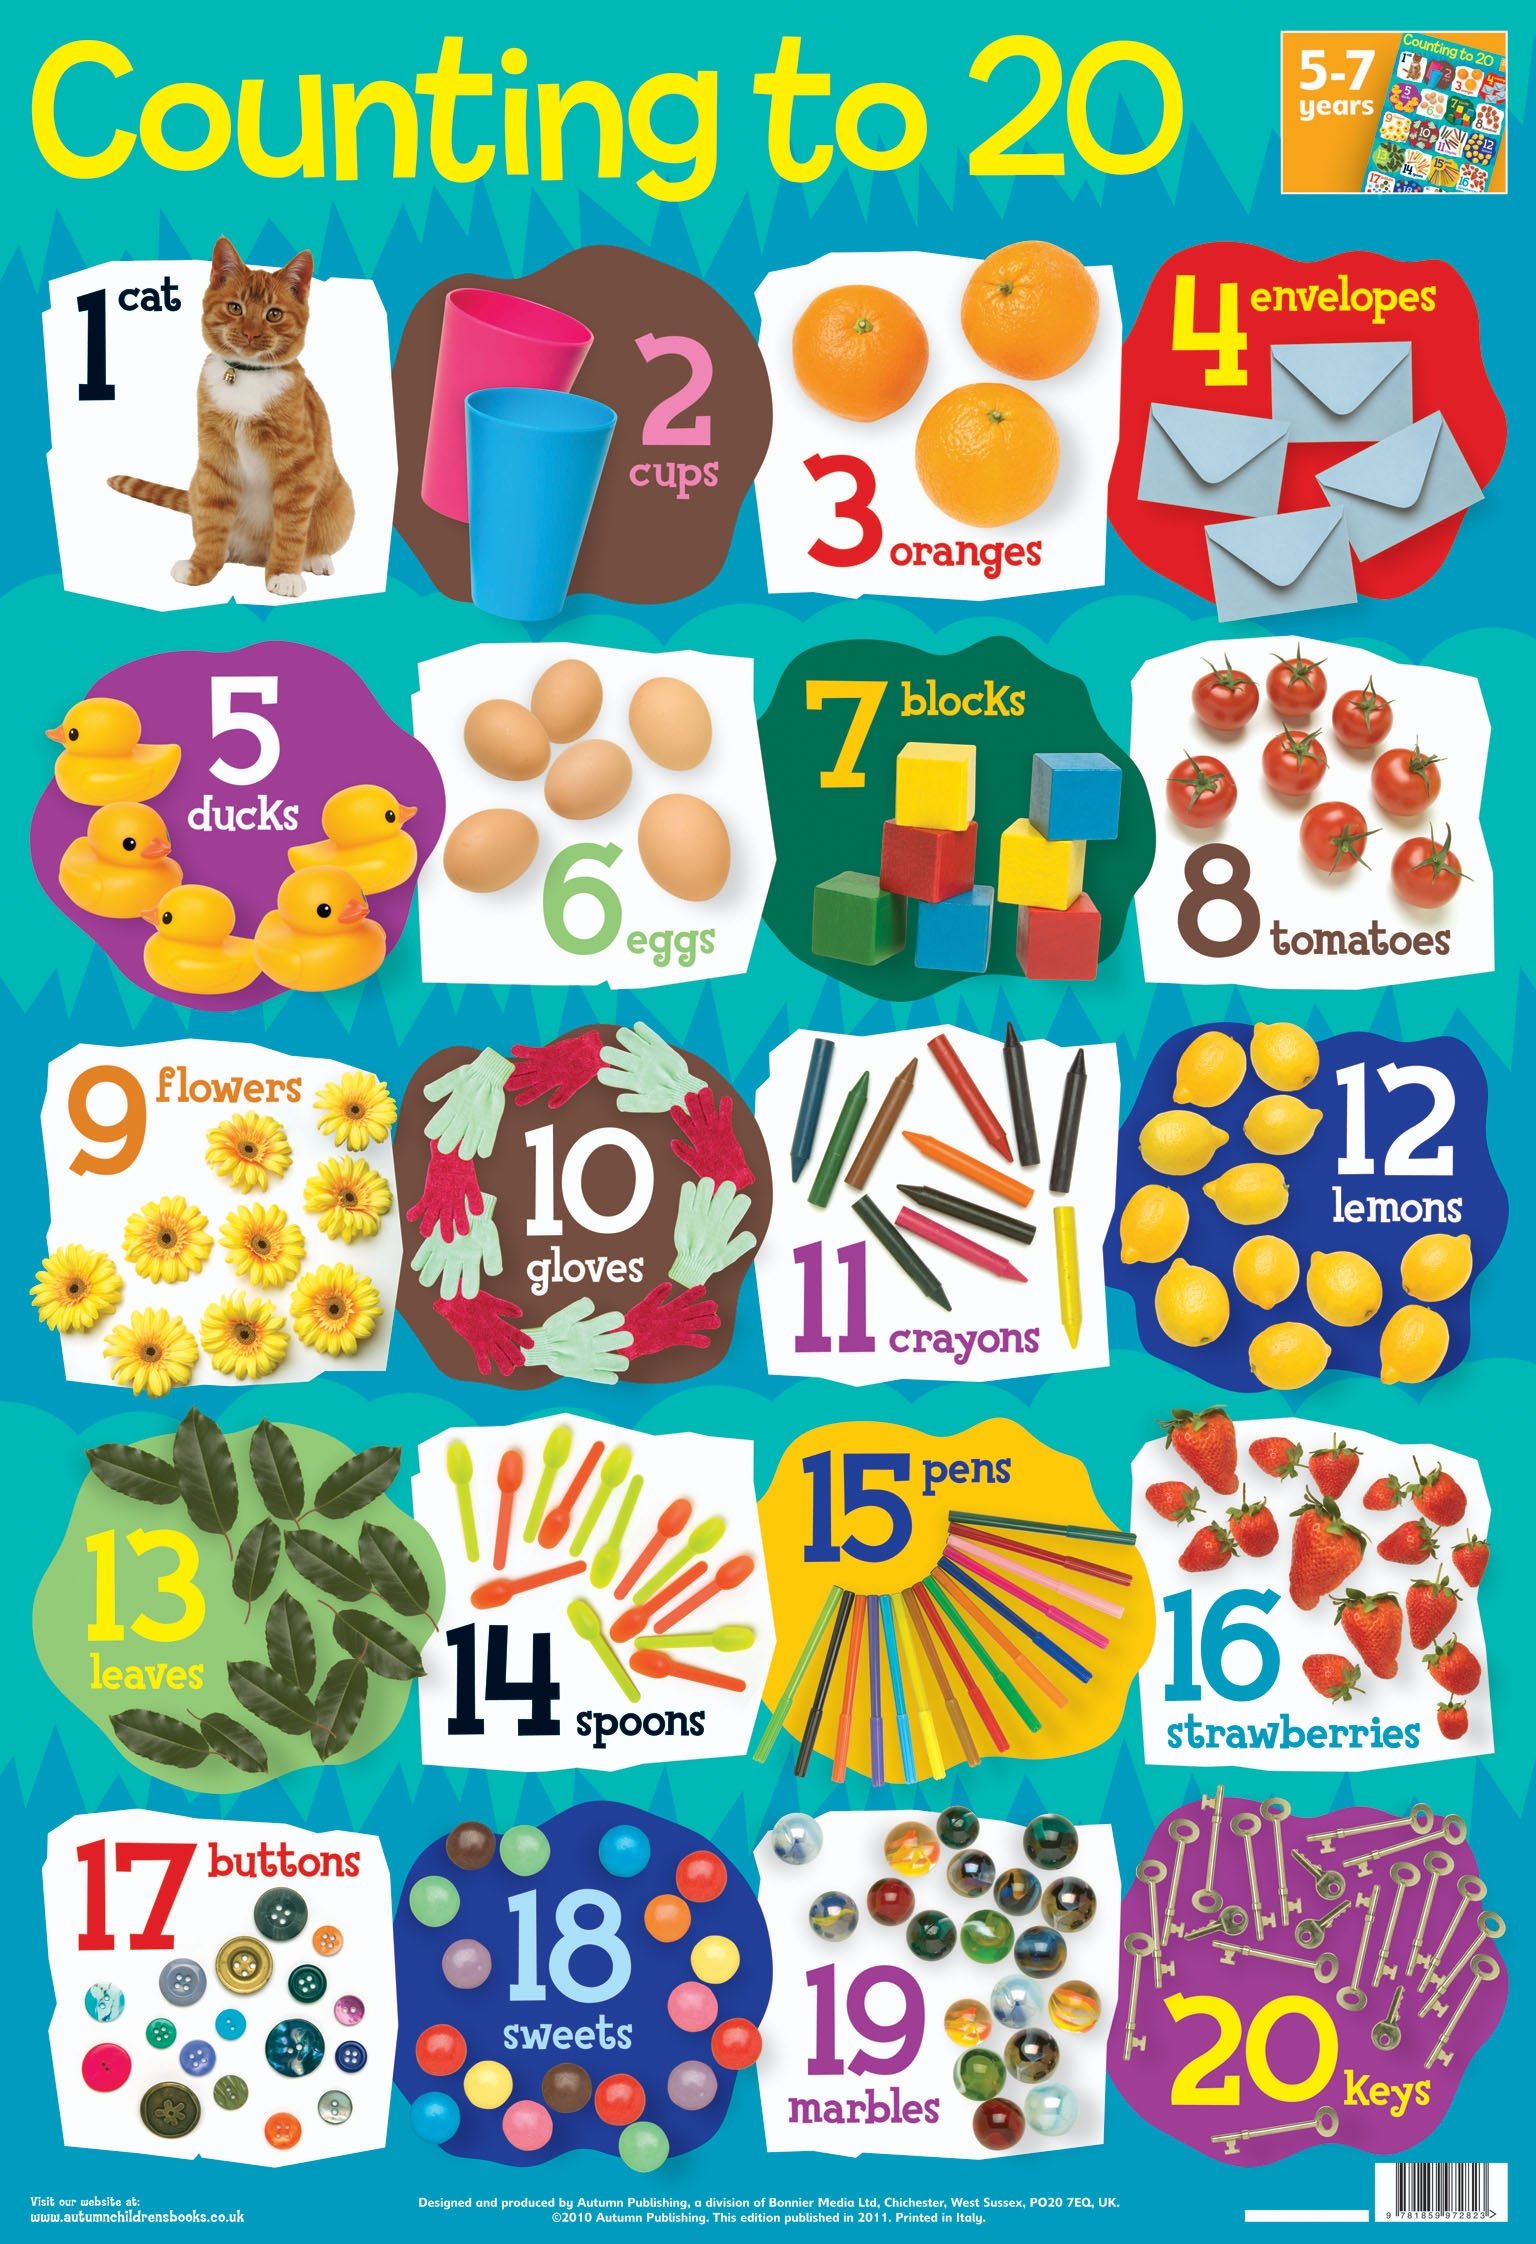 Counting to 20
5-7
years
1 cat
2
cups
3 oranges
4 envelopes
5
ducks
6 eggs
7 blocks
8 tomatoes
9 flowers
10
gloves
11 crayons
12
lemons
13
leaves
14 spoons
15 pens
16
strawberries
17 buttons
18
sweets
19
marbles
20 keys
Visit our website at:
www.autumnchildrensbooks.co.uk
Designed and produced by Autumn Publishing, a division of Bonnier Media Ltd, Chichester, West Sussex, PO20 7EQ, UK.
©2010 Autumn Publishing. This edition published in 2011. Printed in Italy.
9 781859 972823 >